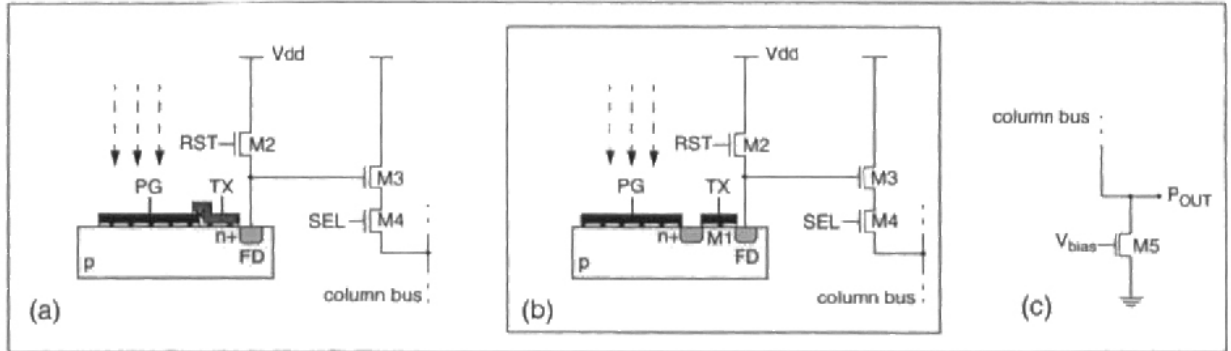 Vdd
RST
M2
PG
TX
M3
SEL
M4
n+
FD
p
column bus
(a)
Vdd
RST
M2
PG
TX
M3
SEL
M4
n+
M1
FD
p
column bus
(b)
column bus
POUT
Vbias
M5
(c)